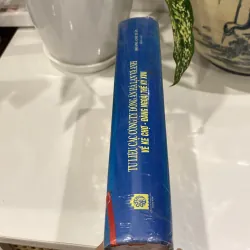 TƯ LIỆU CÁC CÔNG TY ĐÔNG ẤN HÀ LAN VÀ ANH
VỀ KẺ CHỢ - ĐÀNG NGOÀI THẾ KỶ XVII